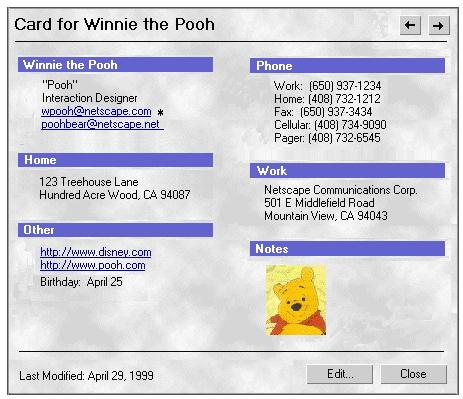 Card for Winnie the Pooh
Winnie the Pooh
"Pooh"
Interaction Designer
wpooh@netscape.com *
poohbear@netscape.net
Home
123 Treehouse Lane
Hundred Acre Wood, CA 94087
Other
http://www.disney.com
http://www.pooh.com
Birthday: April 25
Phone
Work: (650) 937-1234
Home: (408) 732-1212
Fax: (650) 937-3434
Cellular: (408) 734-9090
Pager: (408) 732-6545
Work
Netscape Communications Corp.
501 E Middlefield Road
Mountain View, CA 94043
Notes
Last Modified: April 29, 1999
Edit...
Close